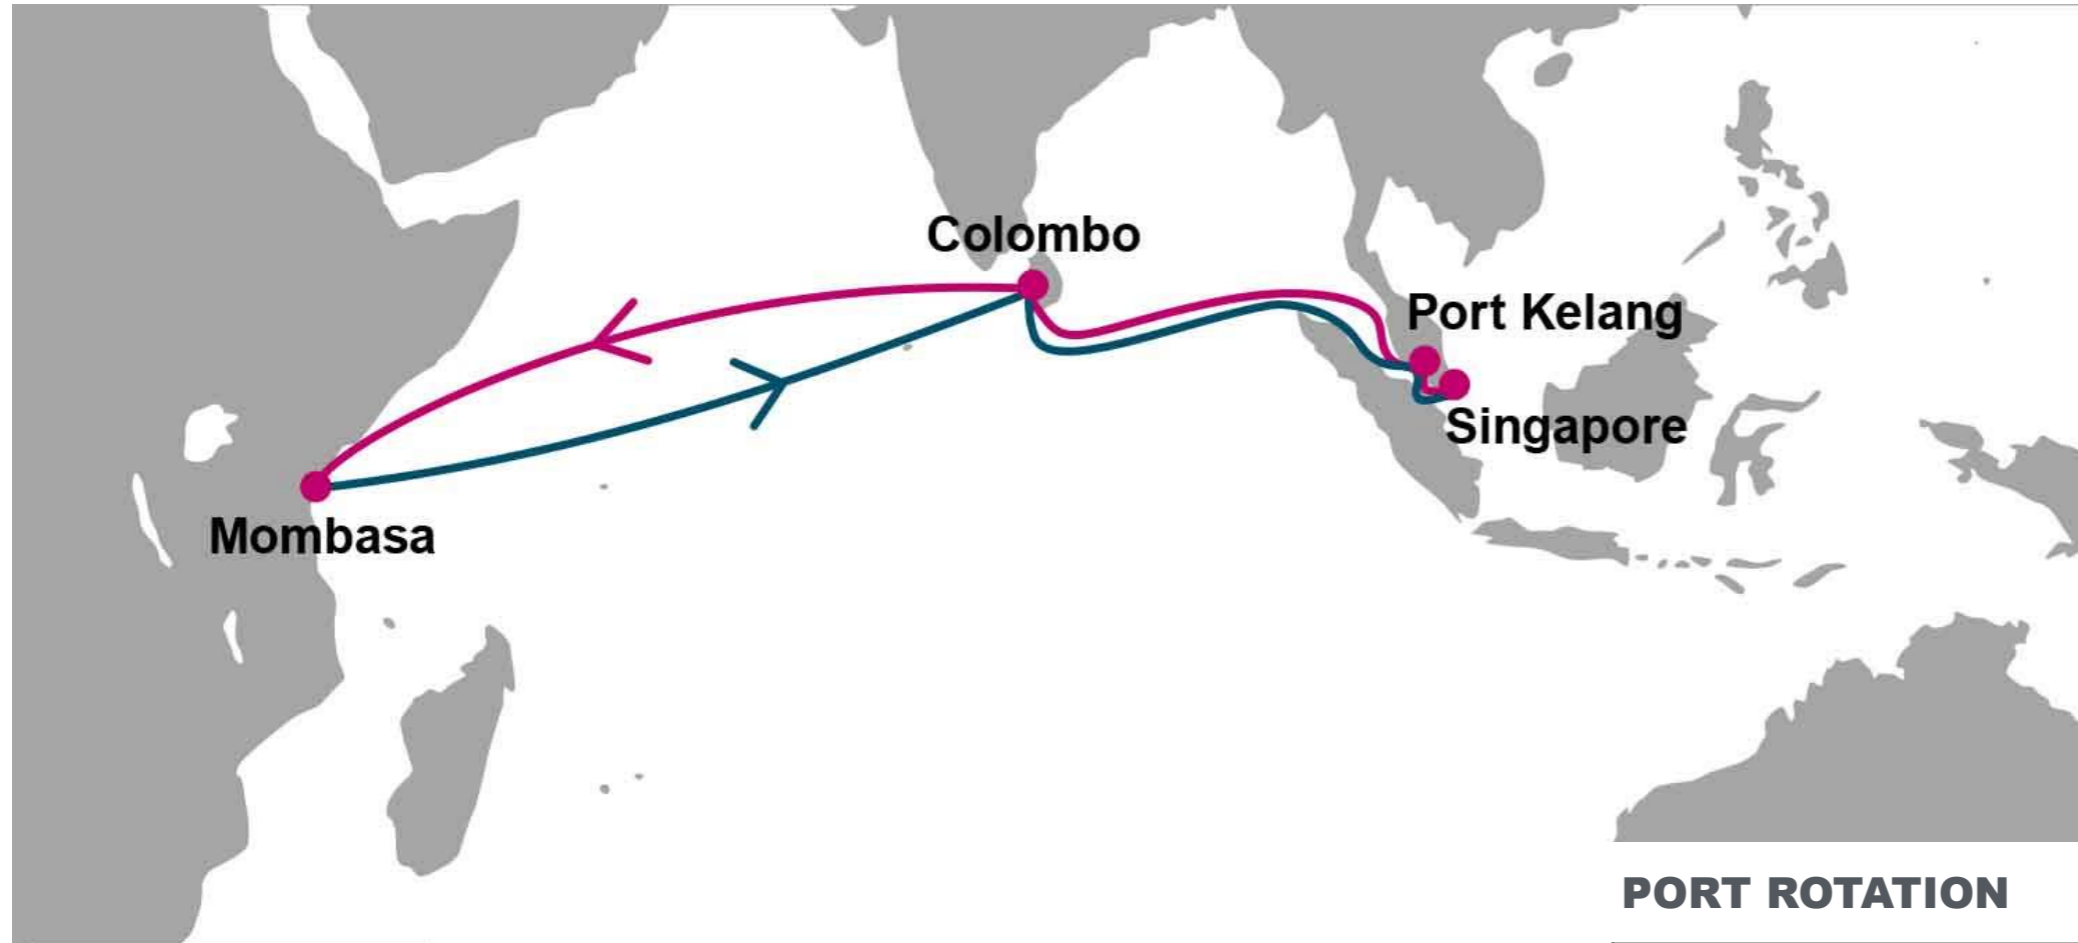 Colombo
Port Kelang
Singapore
Mombasa
PORT ROTATION